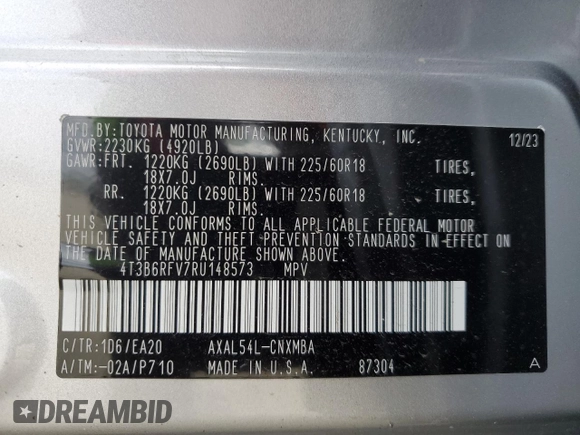 MFD.BY:TOYOTA MOTOR MANUFACTURING, KENTUCKY, INC. 12/23
GVWR:2230KG (4920LB)
GAWR:FRT. 1220KG (2690LB) WITH 225/60R18 TIRES,
18X7.0J RIMS.
RR. 1220KG (2690LB) WITH 225/60R18 TIRES,
18X7.0J RIMS.
THIS VEHICLE CONFORMS TO ALL APPLICABLE FEDERAL MOTOR
VEHICLE SAFETY AND THEFT PREVENTION STANDARDS IN-EFFECT ON
THE DATE OF MANUFACTURE SHOWN ABOVE.
4T3B6RFV7RU148573 MPV
C/TR:1D6/EA20 AXAL54L-CNXMBA
A/TM:-02A/P710 MADE IN U.S.A. 87304 A
DREAMBID